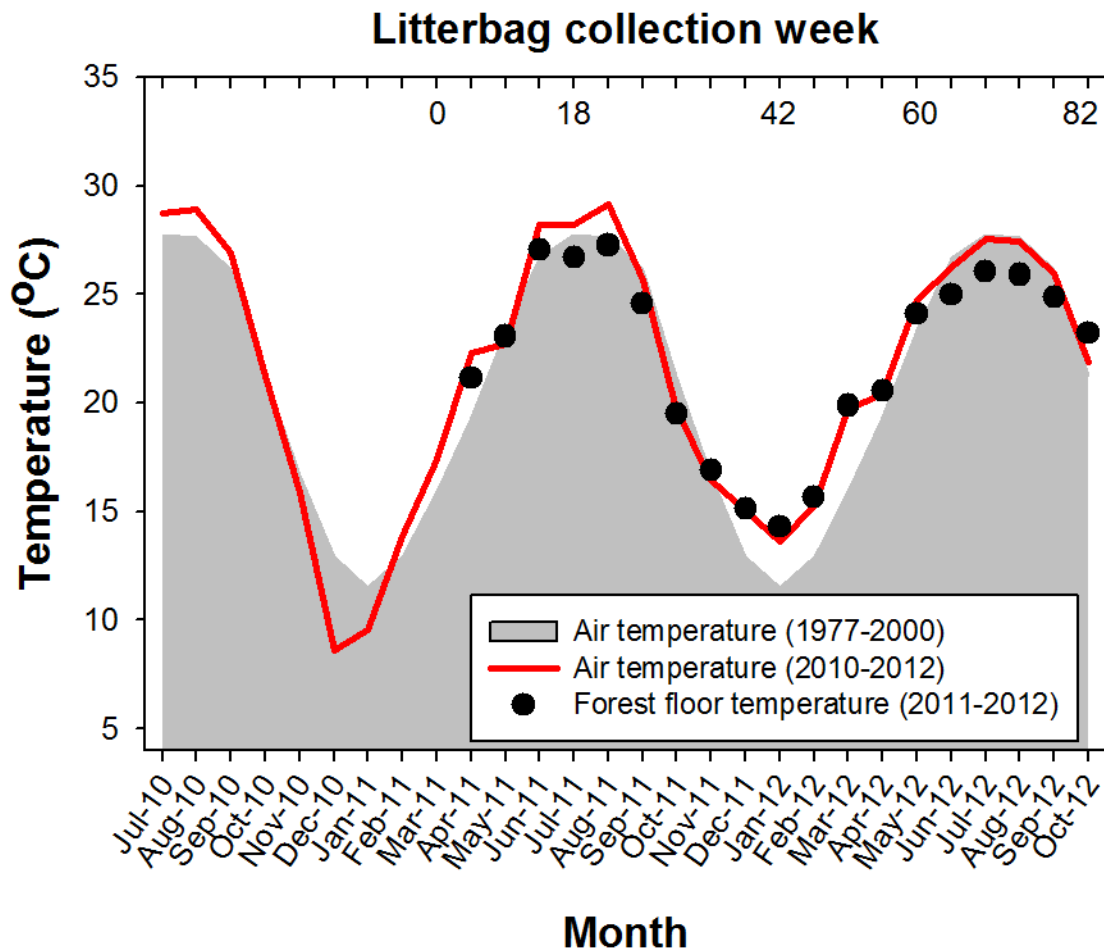 Litterbag collection week
0 18 42 60 82
35
30
25
20
15
10
5
Temperature (ºC)
Air temperature (1977-2000)
Air temperature (2010-2012)
Forest floor temperature (2011-2012)
Jul-10
Aug-10
Sep-10
Oct-10
Nov-10
Dec-10
Jan-11
Feb-11
Mar-11
Apr-11
May-11
Jun-11
Jul-11
Aug-11
Sep-11
Oct-11
Nov-11
Dec-11
Jan-12
Feb-12
Mar-12
Apr-12
May-12
Jun-12
Jul-12
Aug-12
Sep-12
Oct-12
Month